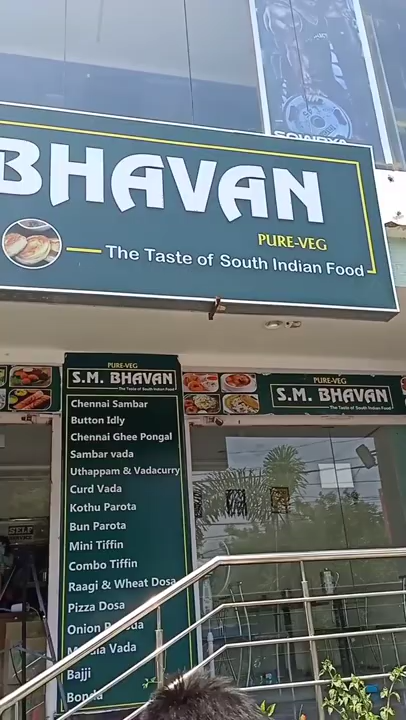 BHAVAN
PURE-VEG
The Taste of South Indian Food
PURE-VEG
S.M. BHAVAN
The Taste of South Indian Food
Chennai Sambar
Button Idly
Chennai Ghee Pongal
Sambar vada
Uthappam & Vadacurry
Curd Vada
Kothu Parota
Bun Parota
Mini Tiffin
Combo Tiffin
Raagi & Wheat Dosa
Pizza Dosa
Onion
Vada
Bajji
Bonda
PURE-VEG
S.M. BHAVAN
The Taste of South Indian Food
SELF